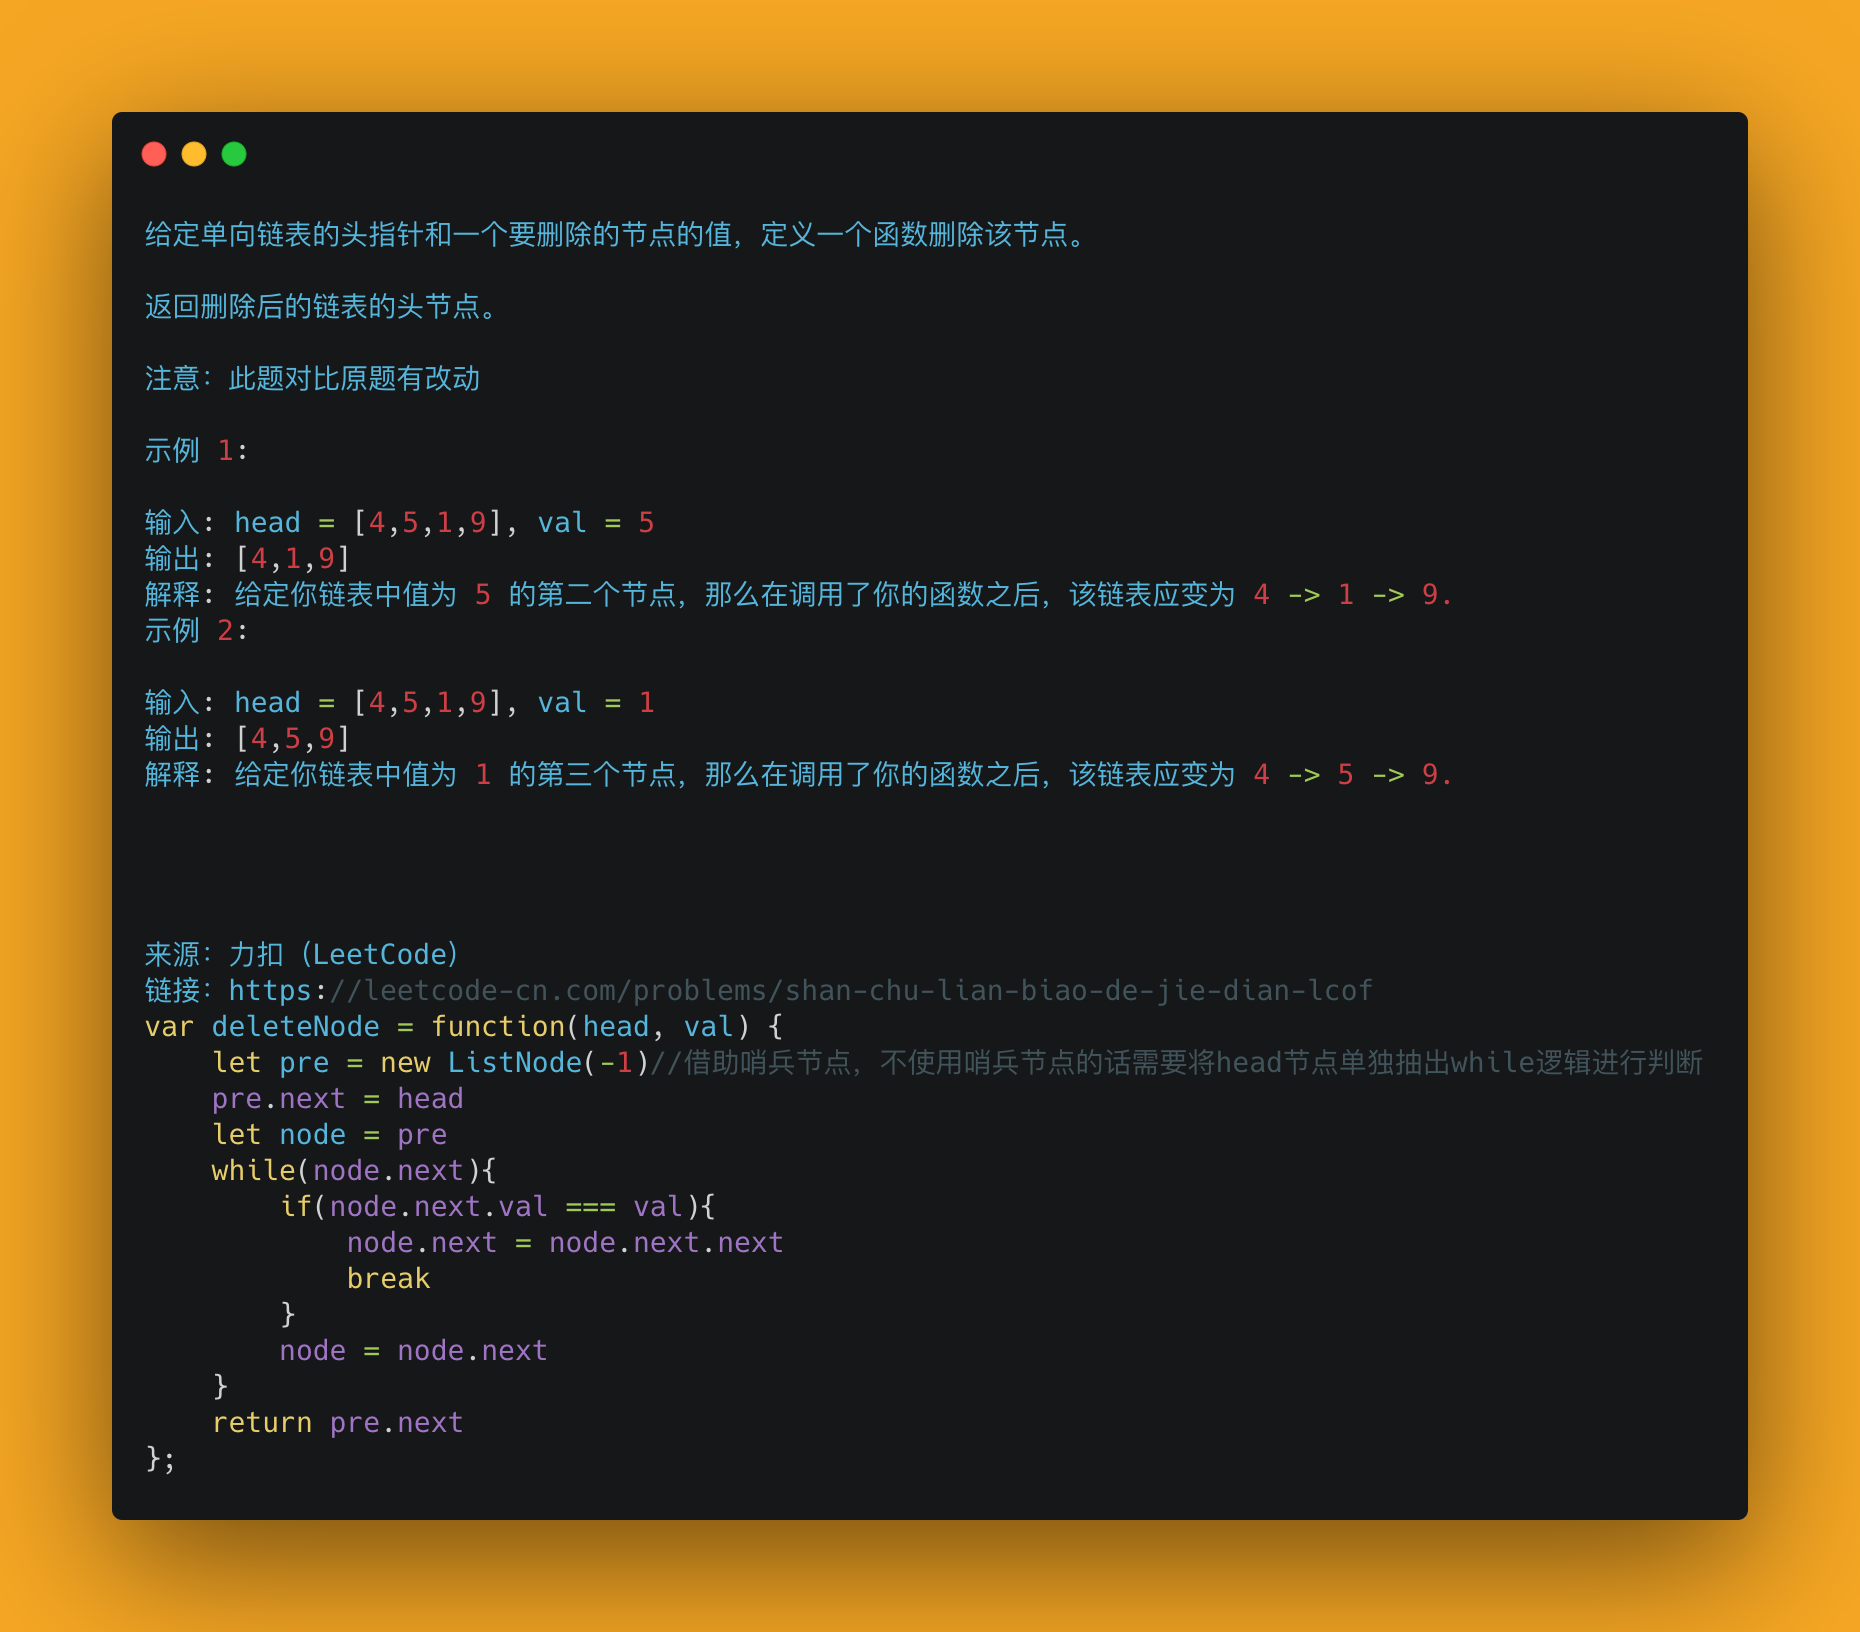 给定单向链表的头指针和一个要删除的节点的值，定义一个函数删除该节点。
返回删除后的链表的头节点。
注意：此题对比原题有改动
示例 1:
输入: head = [4,5,1,9], val = 5
输出: [4,1,9]
解释: 给定你链表中值为 5 的第二个节点，那么在调用了你的函数之后，该链表应变为 4 -> 1 -> 9.
示例 2:
输入: head = [4,5,1,9], val = 1
输出: [4,5,9]
解释: 给定你链表中值为 1 的第三个节点，那么在调用了你的函数之后，该链表应变为 4 -> 5 -> 9.
来源：力扣（LeetCode）
链接：https://leetcode-cn.com/problems/shan-chu-lian-biao-de-jie-dian-lcof
var deleteNode = function(head, val) {
    let pre = new ListNode(-1)//借助哨兵节点，不使用哨兵节点的话需要将head节点单独抽出while逻辑进行判断
    pre.next = head
    let node = pre
    while(node.next){
        if(node.next.val === val){
            node.next = node.next.next
            break
        }
        node = node.next
    }
    return pre.next
};